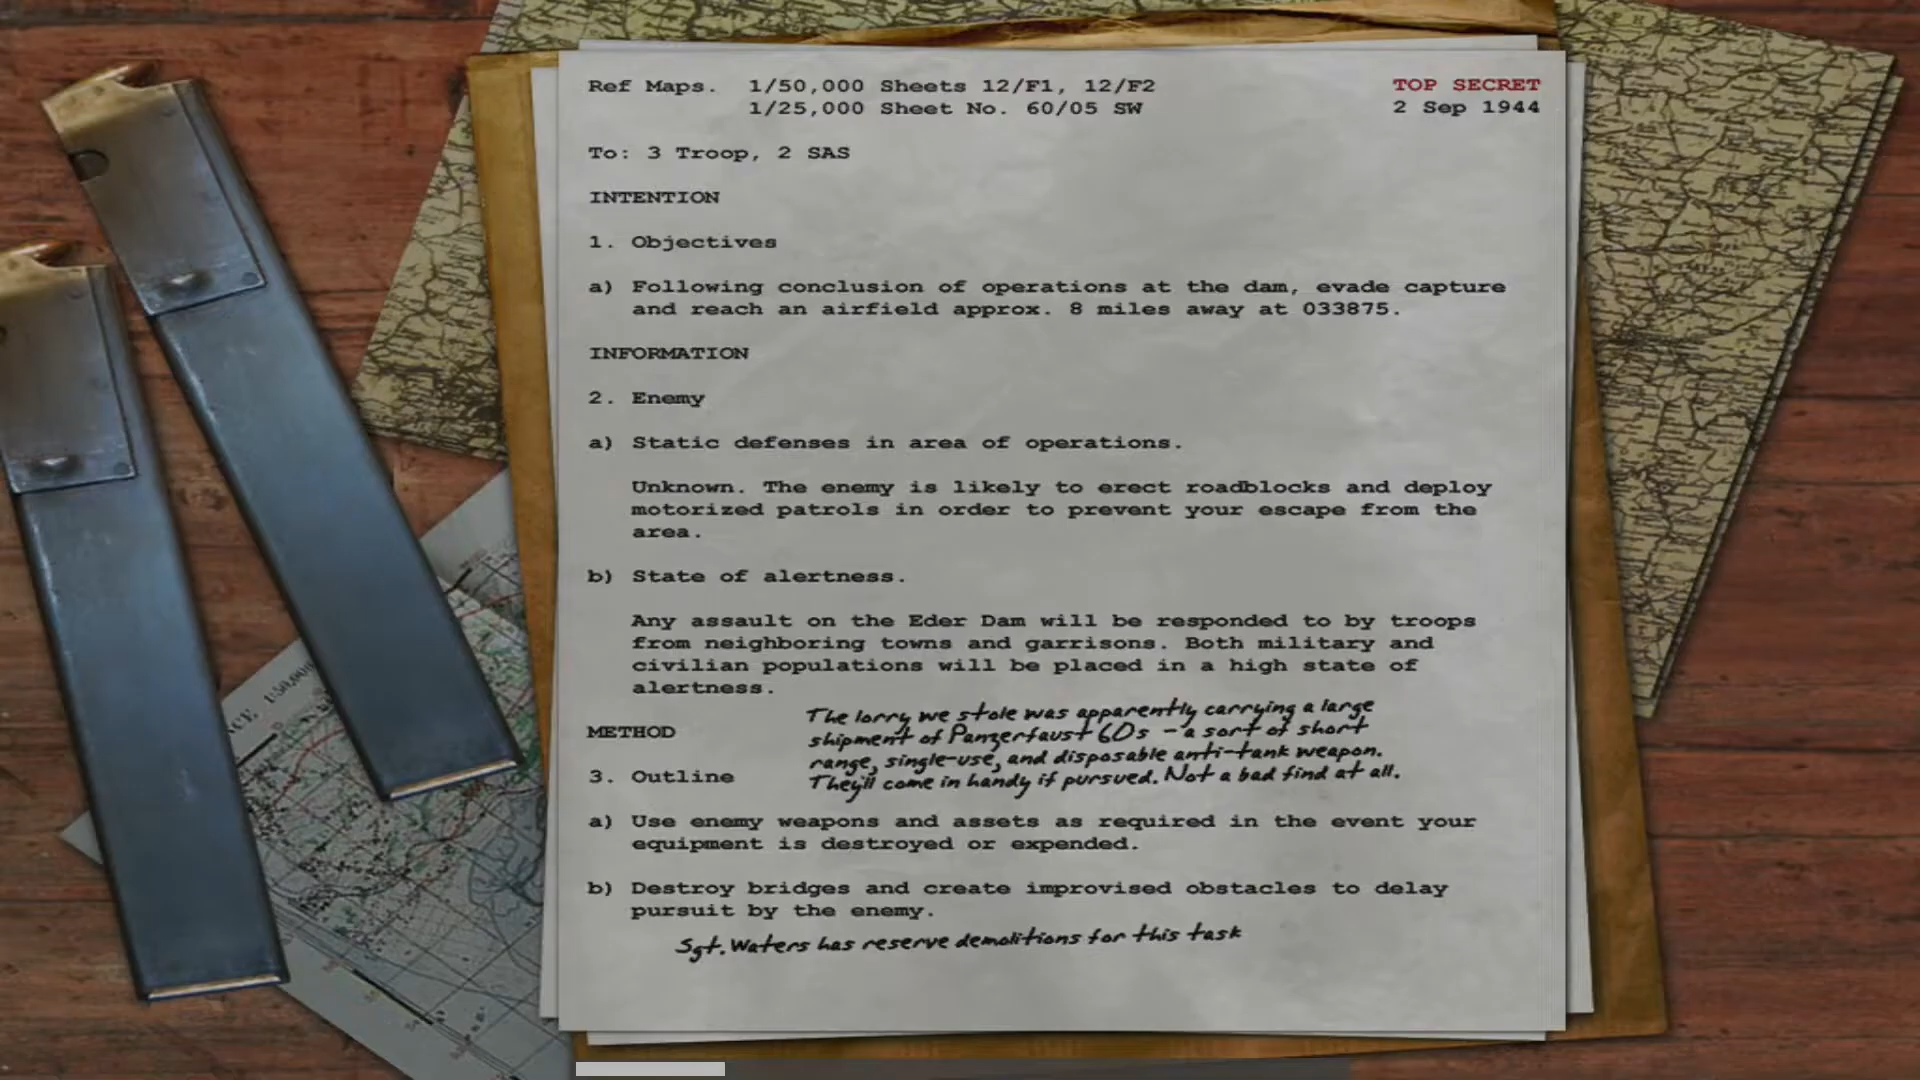 Ref Maps. 1/50,000 Sheets 12/F1, 12/F2
TOP SECRET
1/25,000 Sheet No. 60/05 SW
2 Sep 1944
To: 3 Troop, 2 SAS
INTENTION
1. Objectives
a) Following conclusion of operations at the dam, evade capture
and reach an airfield approx. 8 miles away at 033875.
INFORMATION
2. Enemy
a) Static defenses in area of operations.
Unknown. The enemy is likely to erect roadblocks and deploy
motorized patrols in order to prevent your escape from the
area.
b) State of alertness.
Any assault on the Eder Dam will be responded to by troops
from neighboring towns and garrisons. Both military and
civilian populations will be placed in a high state of
alertness.
The lorry we stole was apparently carrying a large
shipment of Panzerfaust 60s - a sort of short
range, single-use, and disposable anti-tank weapon.
They'll come in handy if pursued. Not a bad find at all.
METHOD
3. Outline
a) Use enemy weapons and assets as required in the event your
equipment is destroyed or expended.
b) Destroy bridges and create improvised obstacles to delay
pursuit by the enemy.
Sgt. Waters has reserve demolitions for this task